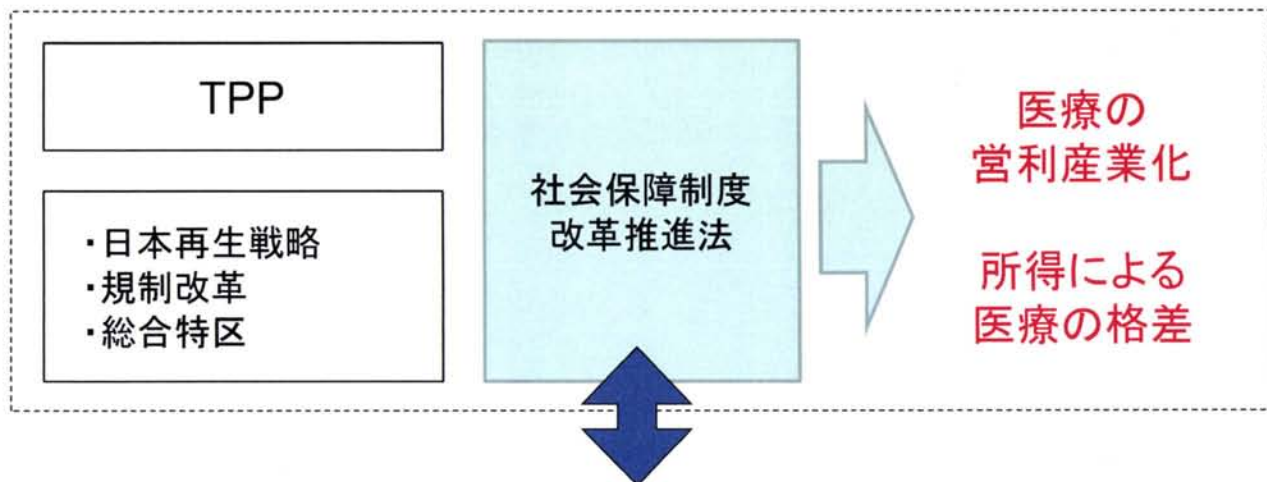 TPP
・日本再生戦略
・規制改革
・総合特区
社会保障制度
改革推進法
医療の
営利産業化
所得による
医療の格差